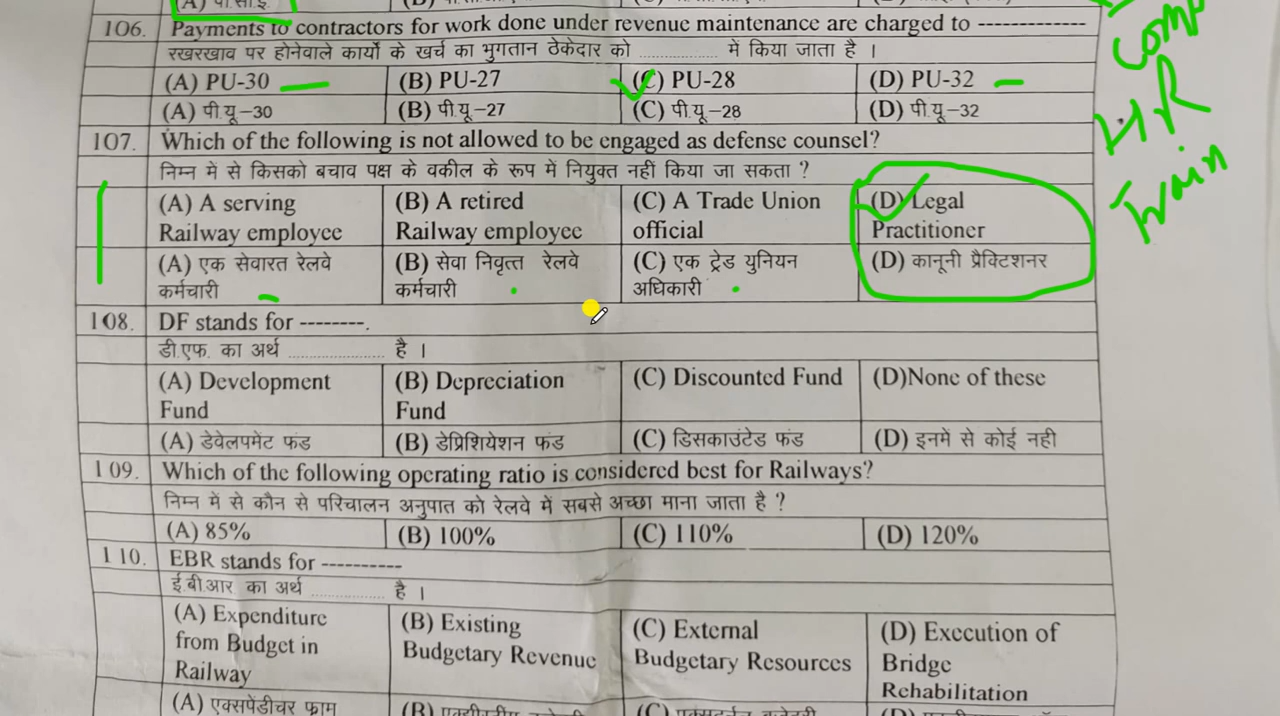 (A) पी.सी.ई.
106. Payments to contractors for work done under revenue maintenance are charged to -------------
रखरखाव पर होनेवाले कार्यो के खर्च का भुगतान ठेकेदार को .................... में किया जाता है ।
(A) PU-30 (B) PU-27 (C) PU-28 (D) PU-32
(A) पी.यू.-30 (B) पी.यू.-27 (C) पी.यू.-28 (D) पी.यू.-32
107. Which of the following is not allowed to be engaged as defense counsel?
निम्न में से किसको बचाव पक्ष के वकील के रूप में नियुक्त नहीं किया जा सकता ?
(A) A serving (B) A retired (C) A Trade Union (D) Legal
Railway employee Railway employee official Practitioner
(A) एक सेवारत रेलवे (B) सेवा निवृत्त रेलवे (C) एक ट्रेड युनियन (D) कानूनी प्रैक्टिशनर
कर्मचारी कर्मचारी अधिकारी
108. DF stands for --------.
डी.एफ. का अर्थ .................... है ।
(A) Development (B) Depreciation (C) Discounted Fund (D)None of these
Fund Fund
(A) डेवेलपमेंट फंड (B) डेप्रिशियेशन फंड (C) डिसकाउंटेड फंड (D) इनमें से कोई नही
109. Which of the following operating ratio is considered best for Railways?
निम्न में से कौन से परिचालन अनुपात को रेलवे में सबसे अच्छा माना जाता है ?
(A) 85% (B) 100% (C) 110% (D) 120%
110. EBR stands for ----------
ई.बी.आर. का अर्थ .................... है ।
(A) Expenditure (B) Existing (C) External (D) Execution of
from Budget in Budgetary Revenue Budgetary Resources Bridge
Railway Rehabilitation
(A) एक्सपेंडीचर फ्राम
HR
Train